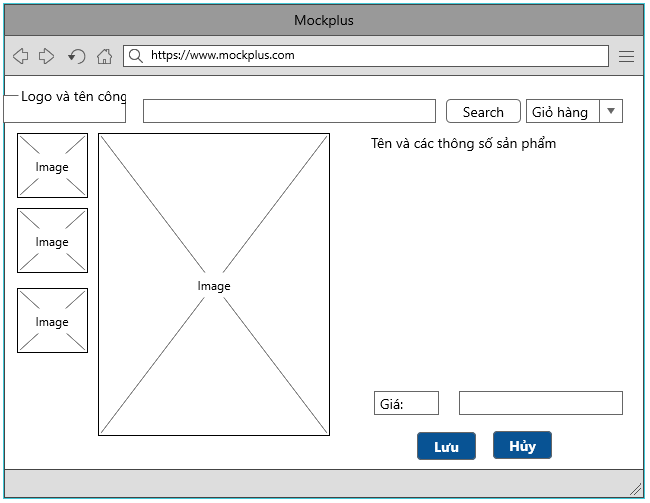 Mockplus
https://www.mockplus.com
Logo và tên công
Search
Giỏ hàng
Image
Image
Image
Image
Tên và các thông số sản phẩm
Giá:
Lưu
Hủy